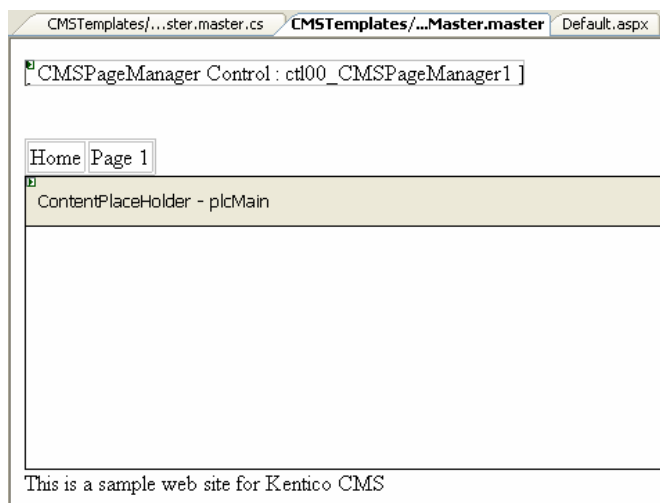 CMSTemplates/...ster.master.cs CMSTemplates/...Master.master Default.aspx
[ CMSPageManager Control : ctl00_CMSPageManager1 ]
Home Page 1
ContentPlaceHolder - plcMain
This is a sample web site for Kentico CMS